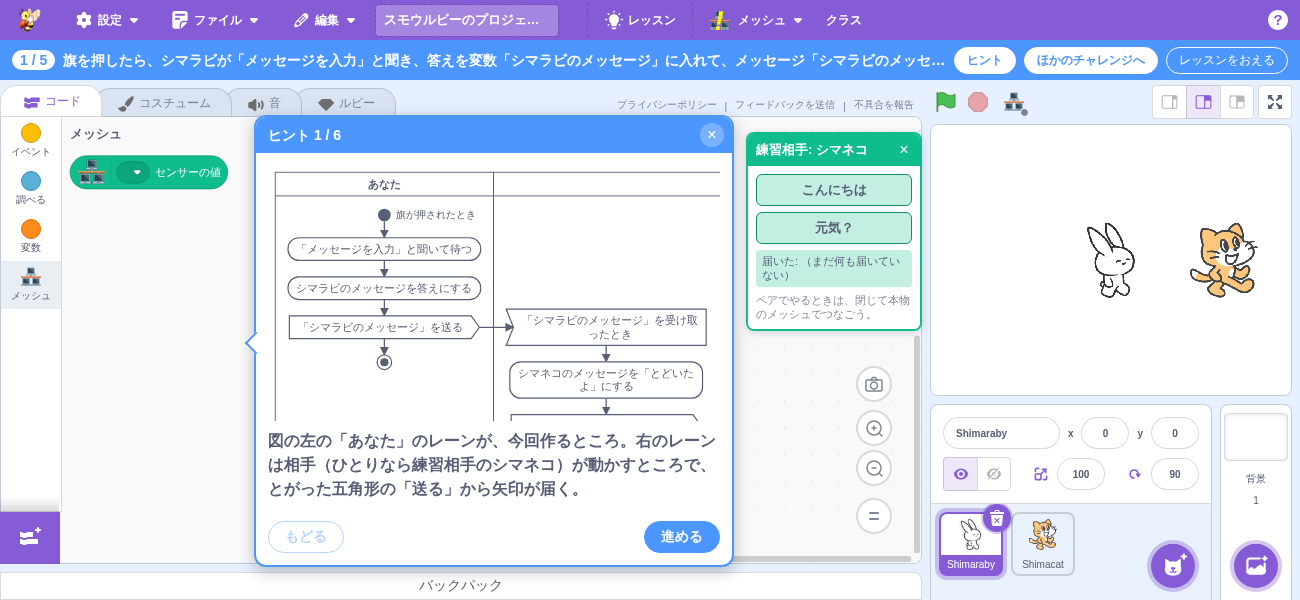 設定
ファイル
編集
スモウルビーのプロジェ...
レッスン
メッシュ
クラス
?
1 / 5
旗を押したら、シマラビが「メッセージを入力」と聞き、答えを変数「シマラビのメッセージ」に入れて、メッセージ「シマラビのメッセ...
ヒント
ほかのチャレンジへ
レッスンをおえる
コード
コスチューム
音
ルビー
プライバシーポリシー | フィードバックを送信 | 不具合を報告
イベント
調べる
変数
メッシュ
メッシュ
センサーの値
ヒント 1 / 6
×
あなた
旗が押されたとき
「メッセージを入力」と聞いて待つ
シマラビのメッセージを答えにする
「シマラビのメッセージ」を送る
「シマラビのメッセージ」を受け取
ったとき
シマネコのメッセージを「とどいた
よ」にする
図の左の「あなた」のレーンが、今回作るところ。右のレーン
は相手（ひとりなら練習相手のシマネコ）が動かすところで、
とがった五角形の「送る」から矢印が届く。
もどる
進める
練習相手: シマネコ
×
こんにちは
元気？
届いた: （まだ何も届いてい
ない）
ペアでやるときは、閉じて本物
のメッシュでつなごう。
Shimaraby
x
0
y
0
100
90
Shimaraby
Shimacat
背景
1
バックパック